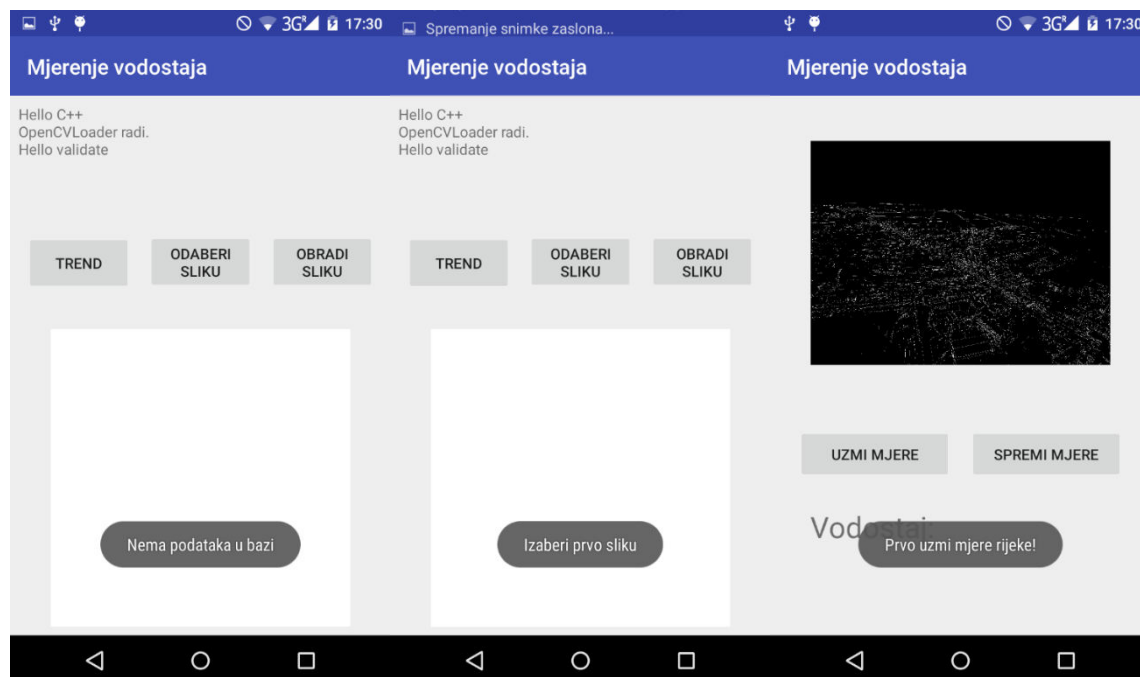 3G R 17:30
Mjerenje vodostaja
Hello C++
OpenCVLoader radi.
Hello validate
TREND
ODABERI
SLIKU
OBRADI
SLIKU
Nema podataka u bazi
Spremanje snimke zaslona...
Mjerenje vodostaja
Hello C++
OpenCVLoader radi.
Hello validate
TREND
ODABERI
SLIKU
OBRADI
SLIKU
Izaberi prvo sliku
3G R 17:30
Mjerenje vodostaja
UZMI MJERE
SPREMI MJERE
Vodostaj:
Prvo uzmi mjere rijeke!